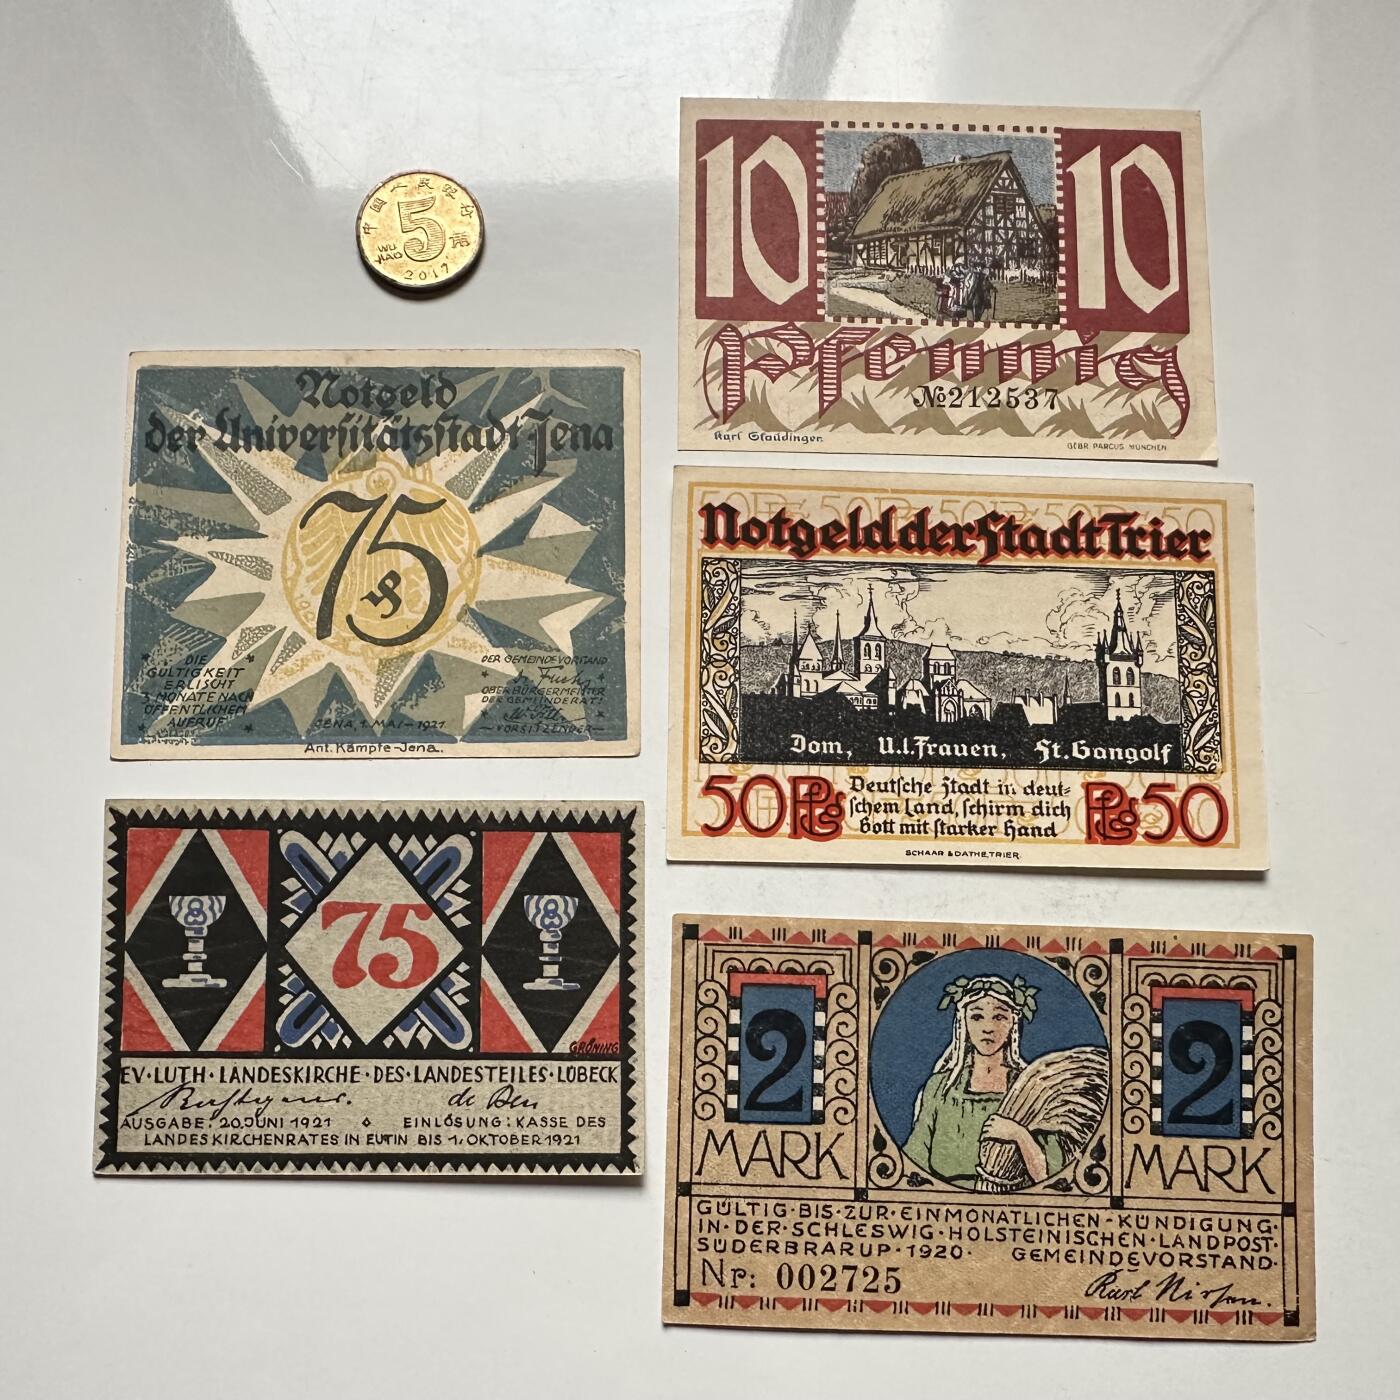 中国人民银行
5 角
WU
JIAO
2017
10 10
Pfennig
№212537
Karl Staudinger.
GEBR. PARCUS MÜNCHEN
Notgeld
der Universitätsstadt Jena
75
DIE
GÜLTIGKEIT
ERLISCHT
3 MONATE NACH
ÖFFENTLICHEM
AUFRUF
DER GEMEINDEVORSTAND
Dr. Fuchs
OBERBÜRGERMEISTER
DER GEMEINDERAT:
VORSITZENDER
JENA, 1. MAI-1921.
Ant. Kämpfe-Jena.
Notgeld der Stadt Trier
Dom, U.l.Frauen, St.Gangolf
50 Pfg Pfg 50
Deutsche Stadt in deut-
schem Land, schirm dich
Gott mit starker Hand
SCHAAR & DATHE, TRIER.
75
GRÖNING
EV·LUTH·LANDESKIRCHE·DES·LANDESTEILES·LÜBECK
AUSGABE: 20.JUNI 1921 ⬦ EINLÖSUNG: KASSE DES
LANDESKIRCHENRATES IN EUTIN BIS 1. OKTOBER 1921
2 2
MARK MARK
GÜLTIG·BIS·ZUR·EINMONATLICHEN·KÜNDIGUNG·
IN·DER·SCHLESWIG·HOLSTEINISCHEN·LANDPOST·
SÜDERBRARUP·1920· GEMEINDEVORSTAND·
Nr: 002725